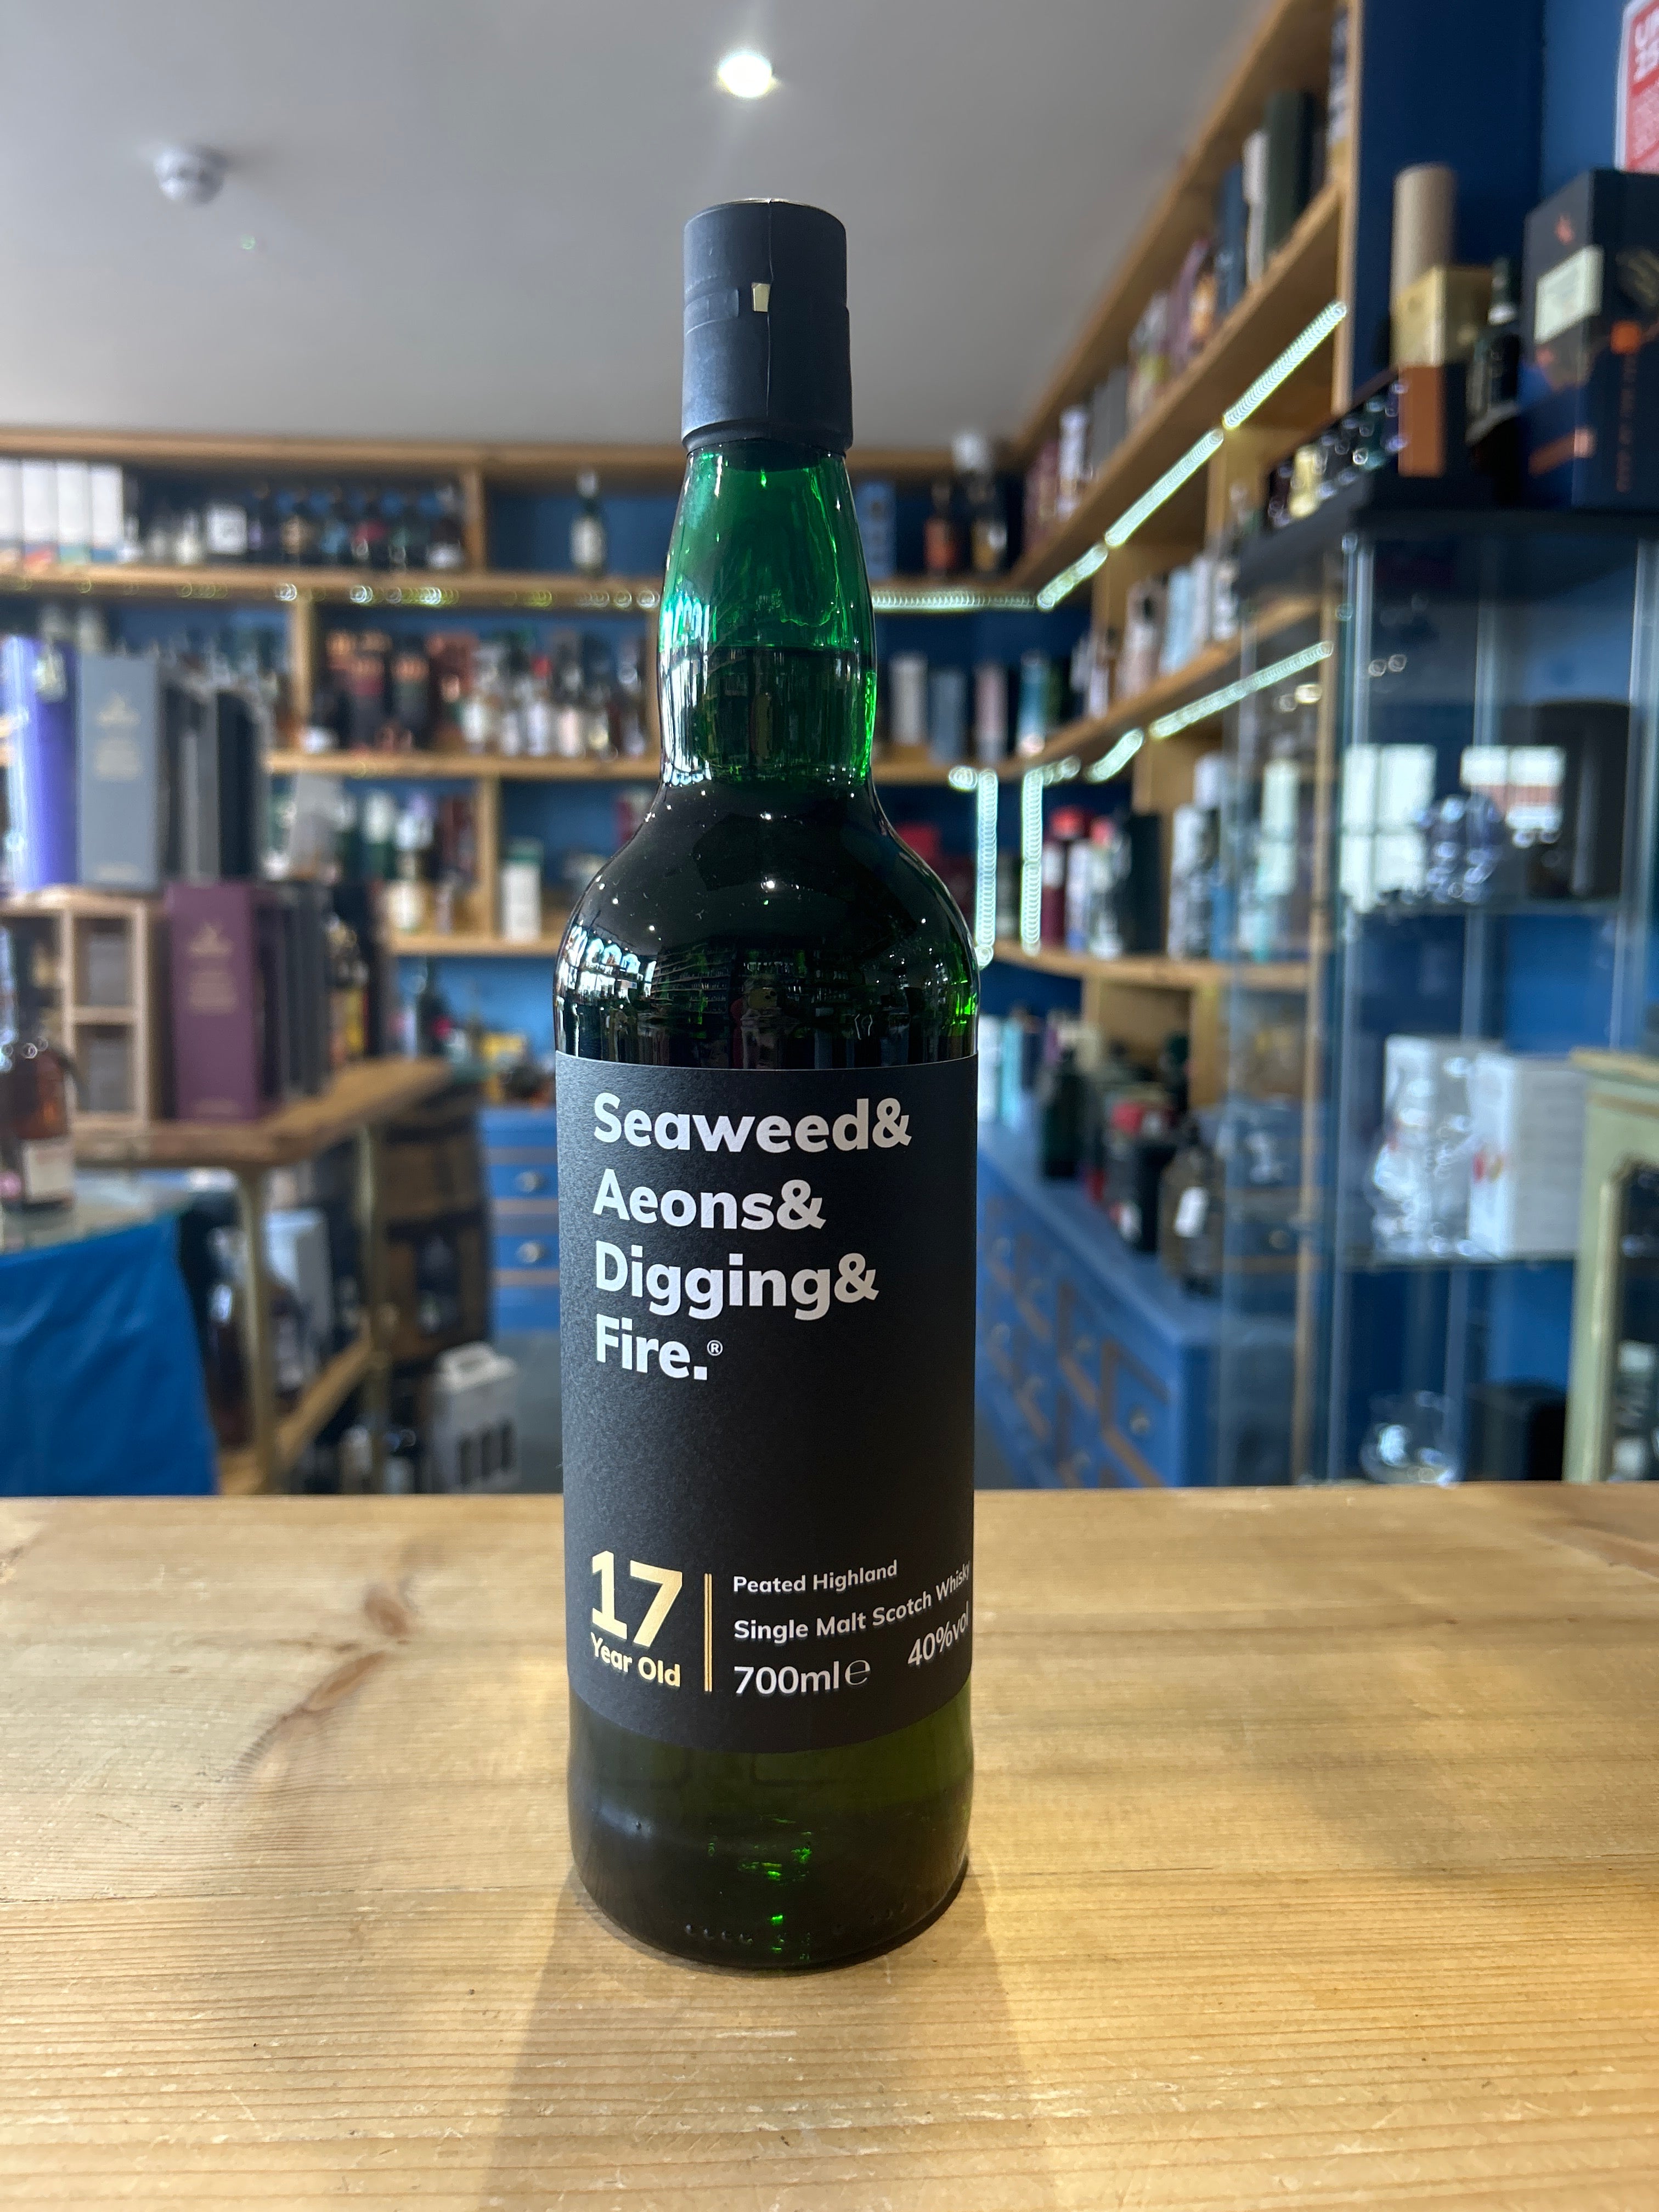 Seaweed&
Aeons&
Digging&
Fire.®
17
Year Old
Peated Highland
Single Malt Scotch Whisky
700ml℮ 40%vol